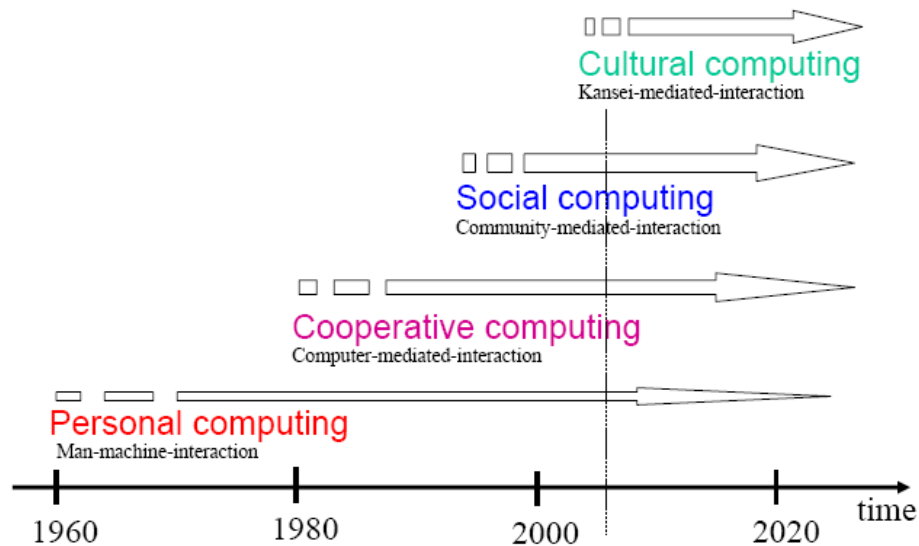 Cultural computing
Kansei-mediated-interaction
Social computing
Community-mediated-interaction
Cooperative computing
Computer-mediated-interaction
Personal computing
Man-machine-interaction
time
1960
1980
2000
2020